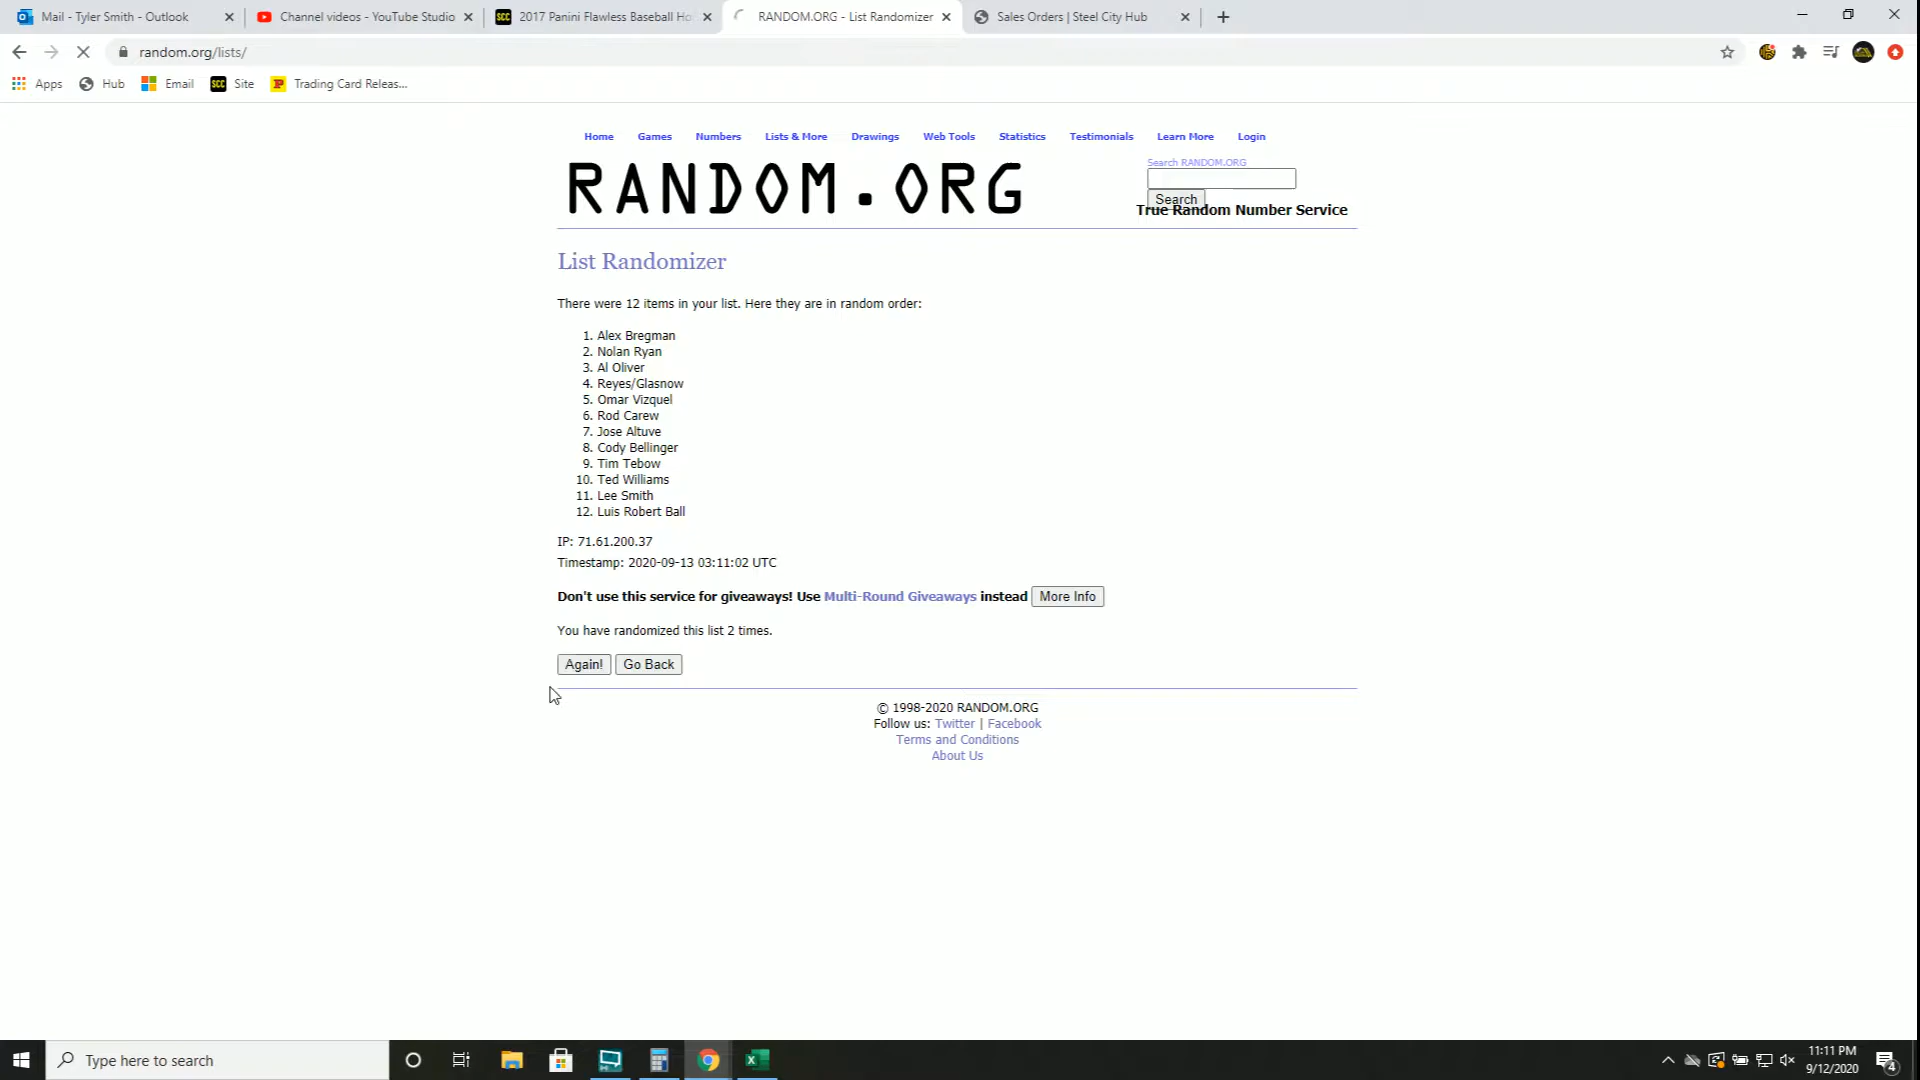 Mail - Tyler Smith - Outlook
Channel videos - YouTube Studio
SCC 2017 Panini Flawless Baseball Ho
RANDOM.ORG - List Randomizer
Sales Orders | Steel City Hub
random.org/lists/
Apps Hub Email SCC Site Trading Card Releas...
Home Games Numbers Lists & More Drawings Web Tools Statistics Testimonials Learn More Login
RANDOM.ORG
Search RANDOM.ORG
Search
True Random Number Service
List Randomizer
There were 12 items in your list. Here they are in random order:
1. Alex Bregman
2. Nolan Ryan
3. Al Oliver
4. Reyes/Glasnow
5. Omar Vizquel
6. Rod Carew
7. Jose Altuve
8. Cody Bellinger
9. Tim Tebow
10. Ted Williams
11. Lee Smith
12. Luis Robert Ball
IP: 71.61.200.37
Timestamp: 2020-09-13 03:11:02 UTC
Don't use this service for giveaways! Use Multi-Round Giveaways instead More Info
You have randomized this list 2 times.
Again! Go Back
© 1998-2020 RANDOM.ORG
Follow us: Twitter | Facebook
Terms and Conditions
About Us
Type here to search
11:11 PM
9/12/2020
4